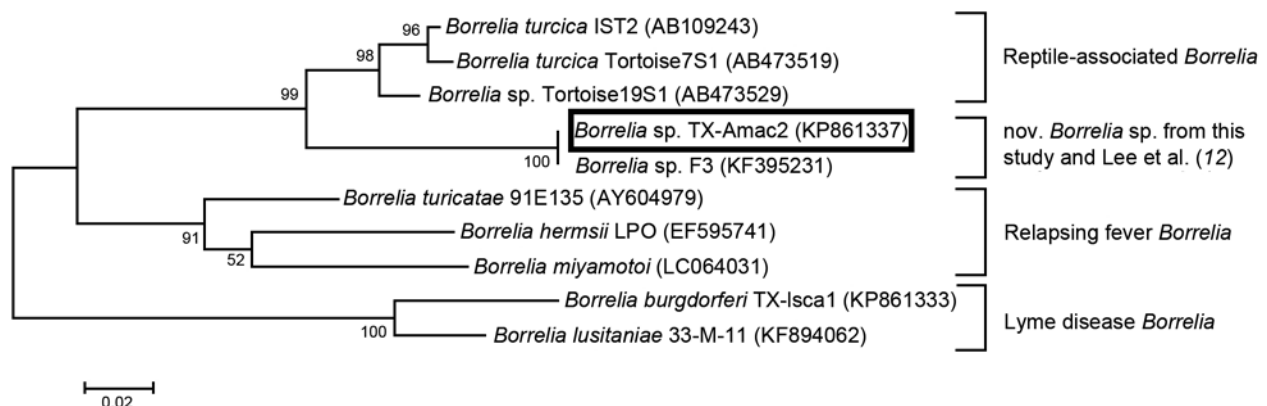 96
Borrelia turcica IST2 (AB109243)
98
Borrelia turcica Tortoise7S1 (AB473519)
Reptile-associated Borrelia
99
Borrelia sp. Tortoise19S1 (AB473529)
Borrelia sp. TX-Amac2 (KP861337)
nov. Borrelia sp. from this
study and Lee et al. (12)
100
Borrelia sp. F3 (KF395231)
Borrelia turicatae 91E135 (AY604979)
91
Borrelia hermsii LPO (EF595741)
Relapsing fever Borrelia
52
Borrelia miyamotoi (LC064031)
Borrelia burgdorferi TX-Isca1 (KP861333)
Lyme disease Borrelia
100
Borrelia lusitaniae 33-M-11 (KF894062)
0.02